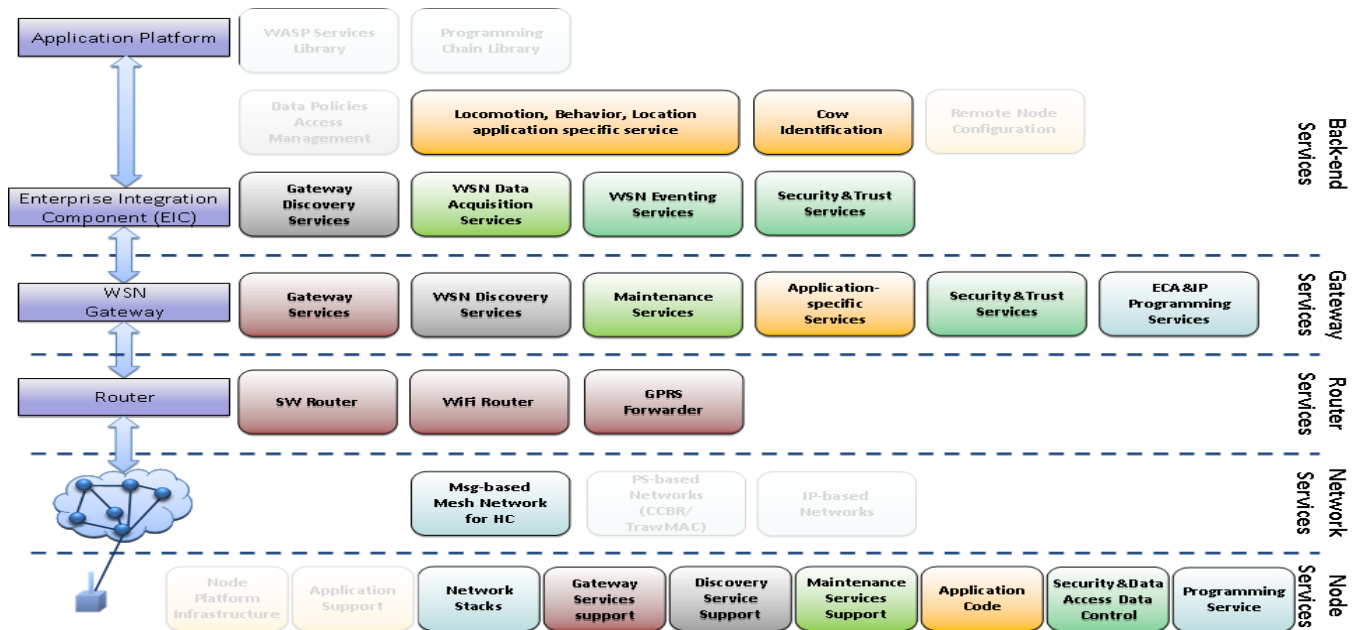 Application Platform
WASP Services
Library
Programming
Chain Library
Data Policies
Access
Management
Locomotion, Behavior, Location
application specific service
Cow
Identification
Remote Node
Configuration
Back-end
Services
Enterprise Integration
Component (EIC)
Gateway
Discovery
Services
WSN Data
Acquisition
Services
WSN Eventing
Services
Security&Trust
Services
WSN
Gateway
Gateway
Services
WSN Discovery
Services
Maintenance
Services
Application-
specific
Services
Security&Trust
Services
ECA&IP
Programming
Services
Gateway
Services
Router
SW Router
WiFi Router
GPRS
Forwarder
Router
Services
Msg-based
Mesh Network
for HC
PS-based
Networks
(CCBR/
TrawMAC)
IP-based
Networks
Network
Services
Node
Platform
Infrastructure
Application
Support
Network
Stacks
Gateway
Services
support
Discovery
Service
Support
Maintenance
Services
Support
Application
Code
Security&Data
Access Data
Control
Programming
Service
Node
Services